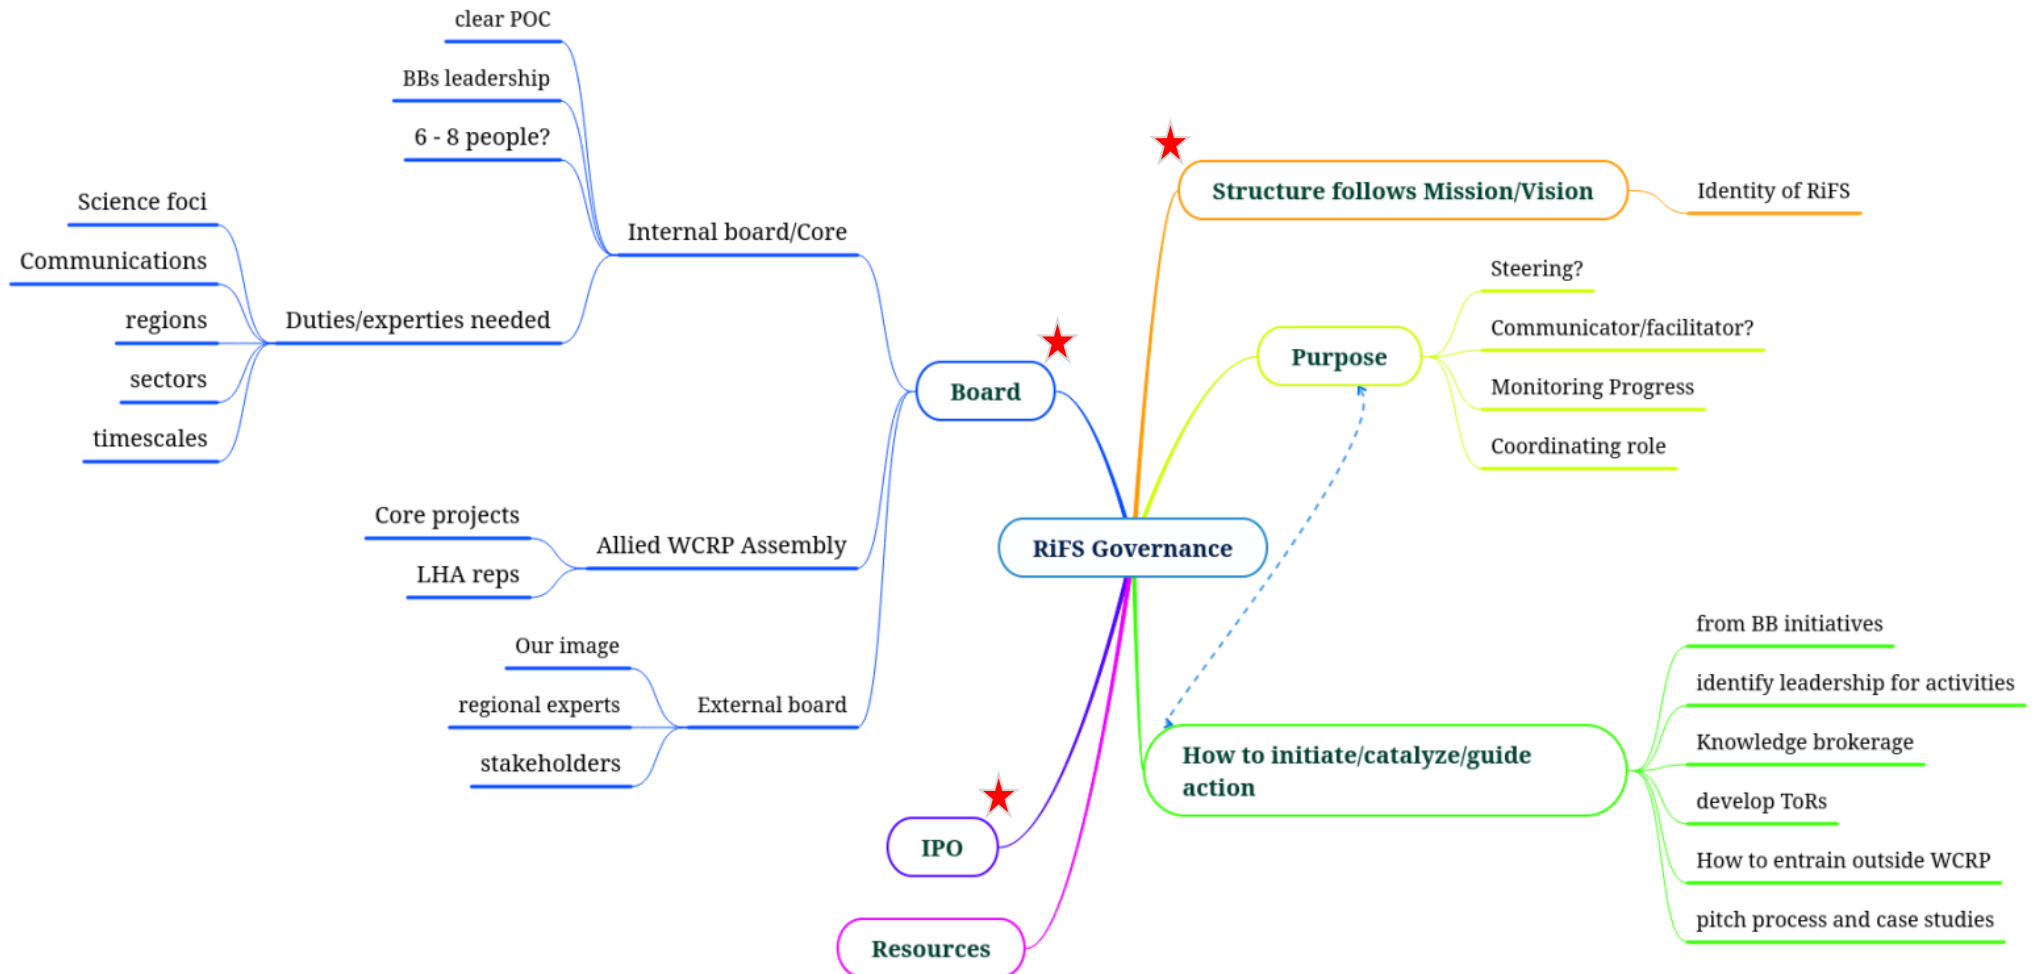 clear POC
BBs leadership
6 - 8 people?
Science foci
Communications
regions
sectors
timescales
Duties/experties needed
Internal board/Core
Core projects
LHA reps
Allied WCRP Assembly
Our image
regional experts
stakeholders
External board
Board
IPO
Resources
RiFS Governance
Structure follows Mission/Vision
Identity of RiFS
Purpose
Steering?
Communicator/facilitator?
Monitoring Progress
Coordinating role
How to initiate/catalyze/guide
action
from BB initiatives
identify leadership for activities
Knowledge brokerage
develop ToRs
How to entrain outside WCRP
pitch process and case studies